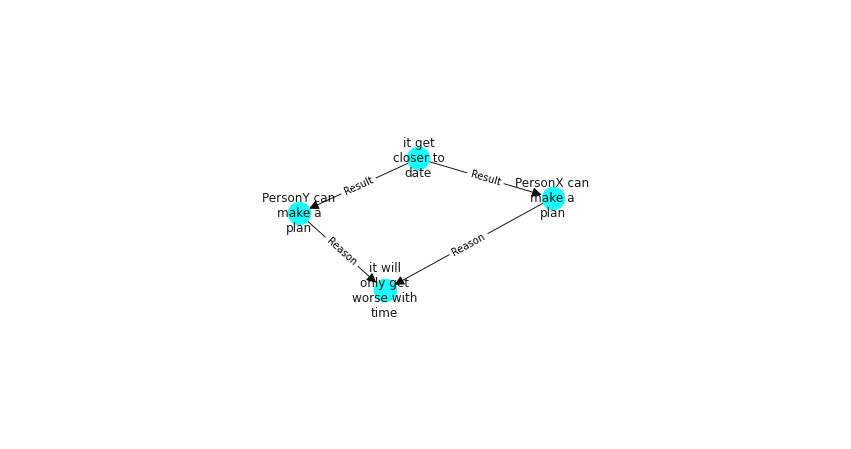 it get
closer to
date
Result
Result
PersonY can
make a
plan
PersonX can
make a
plan
Reason
Reason
it will
only get
worse with
time